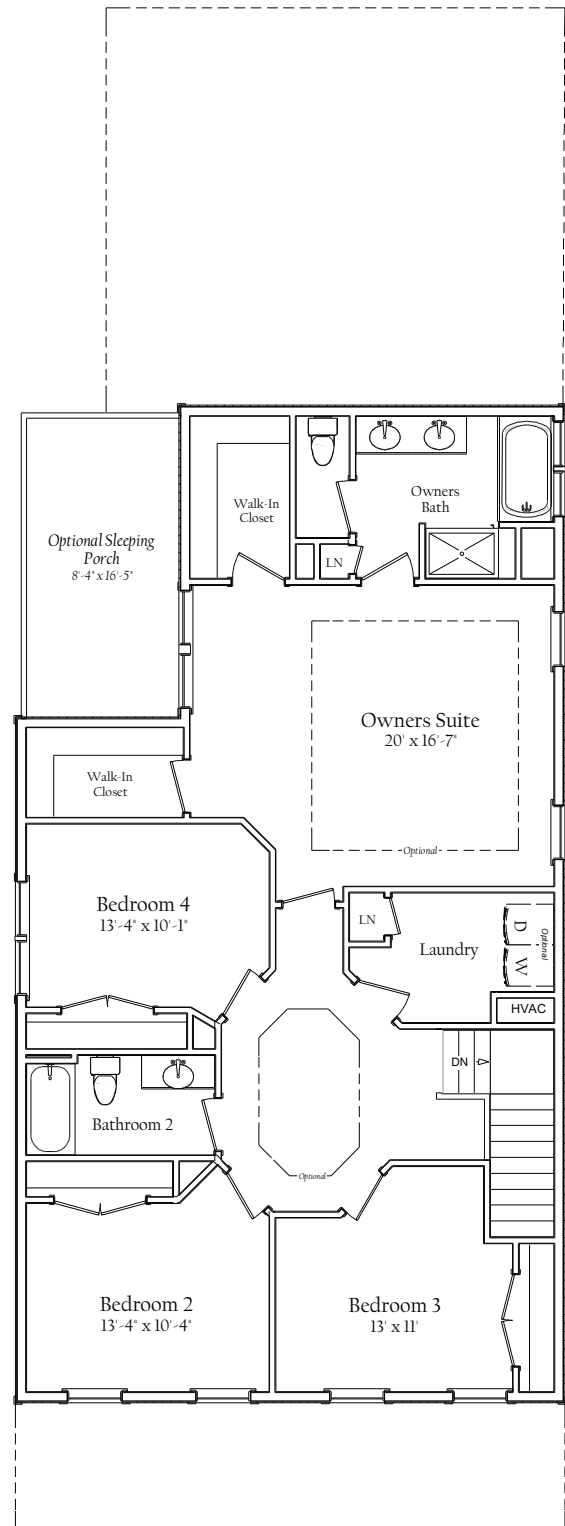 Walk-In
Closet
Owners
Bath
Optional Sleeping
Porch
8'-4" x 16'-5"
LN
Owners Suite
20' x 16'-7"
Optional
Walk-In
Closet
Bedroom 4
13'-4" x 10'-1"
LN
Laundry
D
W
Optional
HVAC
DN
Bathroom 2
Optional
Bedroom 2
13'-4" x 10'-4"
Bedroom 3
13' x 11'